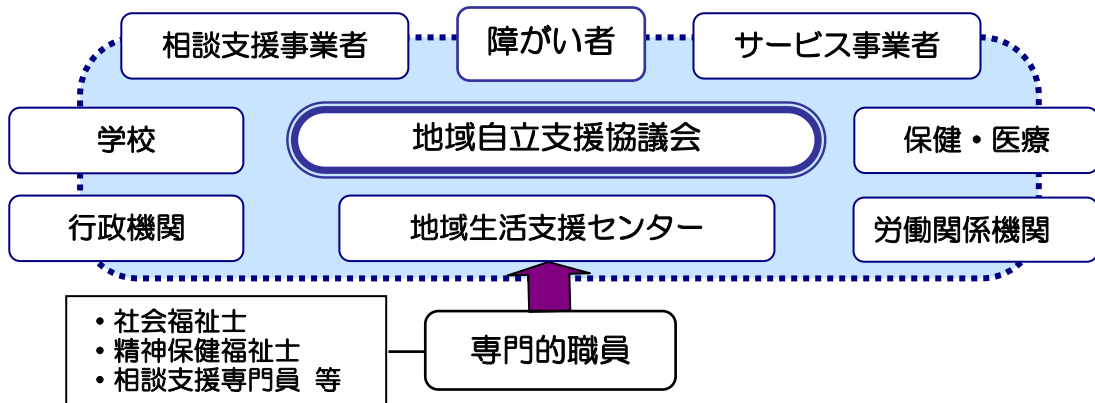 相談支援事業者
障がい者
サービス事業者
学校
地域自立支援協議会
保健・医療
行政機関
地域生活支援センター
労働関係機関
・社会福祉士
・精神保健福祉士
・相談支援専門員 等
専門的職員